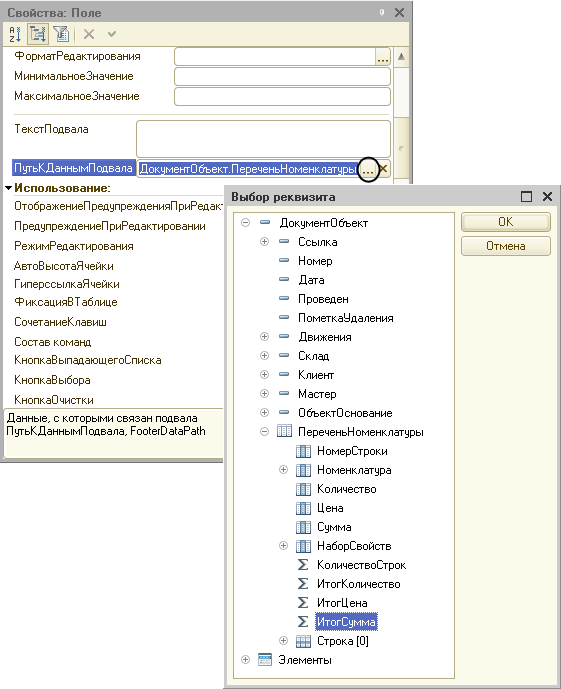 Свойства: Поле
ФорматРедактирования
...
МинимальноеЗначение
МаксимальноеЗначение
ТекстПодвала
ПутьКДаннымПодвала
ДокументОбъект.ПереченьНоменклатуры
...
Использование:
ОтображениеПредупрежденияПриРедакт
ПредупреждениеПриРедактировании
РежимРедактирования
АвтоВысотаЯчейки
ГиперссылкаЯчейки
ФиксацияВТаблице
СочетаниеКлавиш
Состав команд
КнопкаВыпадающегоСписка
КнопкаВыбора
КнопкаОчистки
Данные, с которыми связан подвала
ПутьКДаннымПодвала, FooterDataPath
Выбор реквизита
ДокументОбъект
Ссылка
Номер
Дата
Проведен
ПометкаУдаления
Движения
Склад
Клиент
Мастер
ОбъектОснование
ПереченьНоменклатуры
НомерСтроки
Номенклатура
Количество
Цена
Сумма
НаборСвойств
КоличествоСтрок
ИтогКоличество
ИтогЦена
ИтогСумма
Строка [0]
Элементы
OK
Отмена